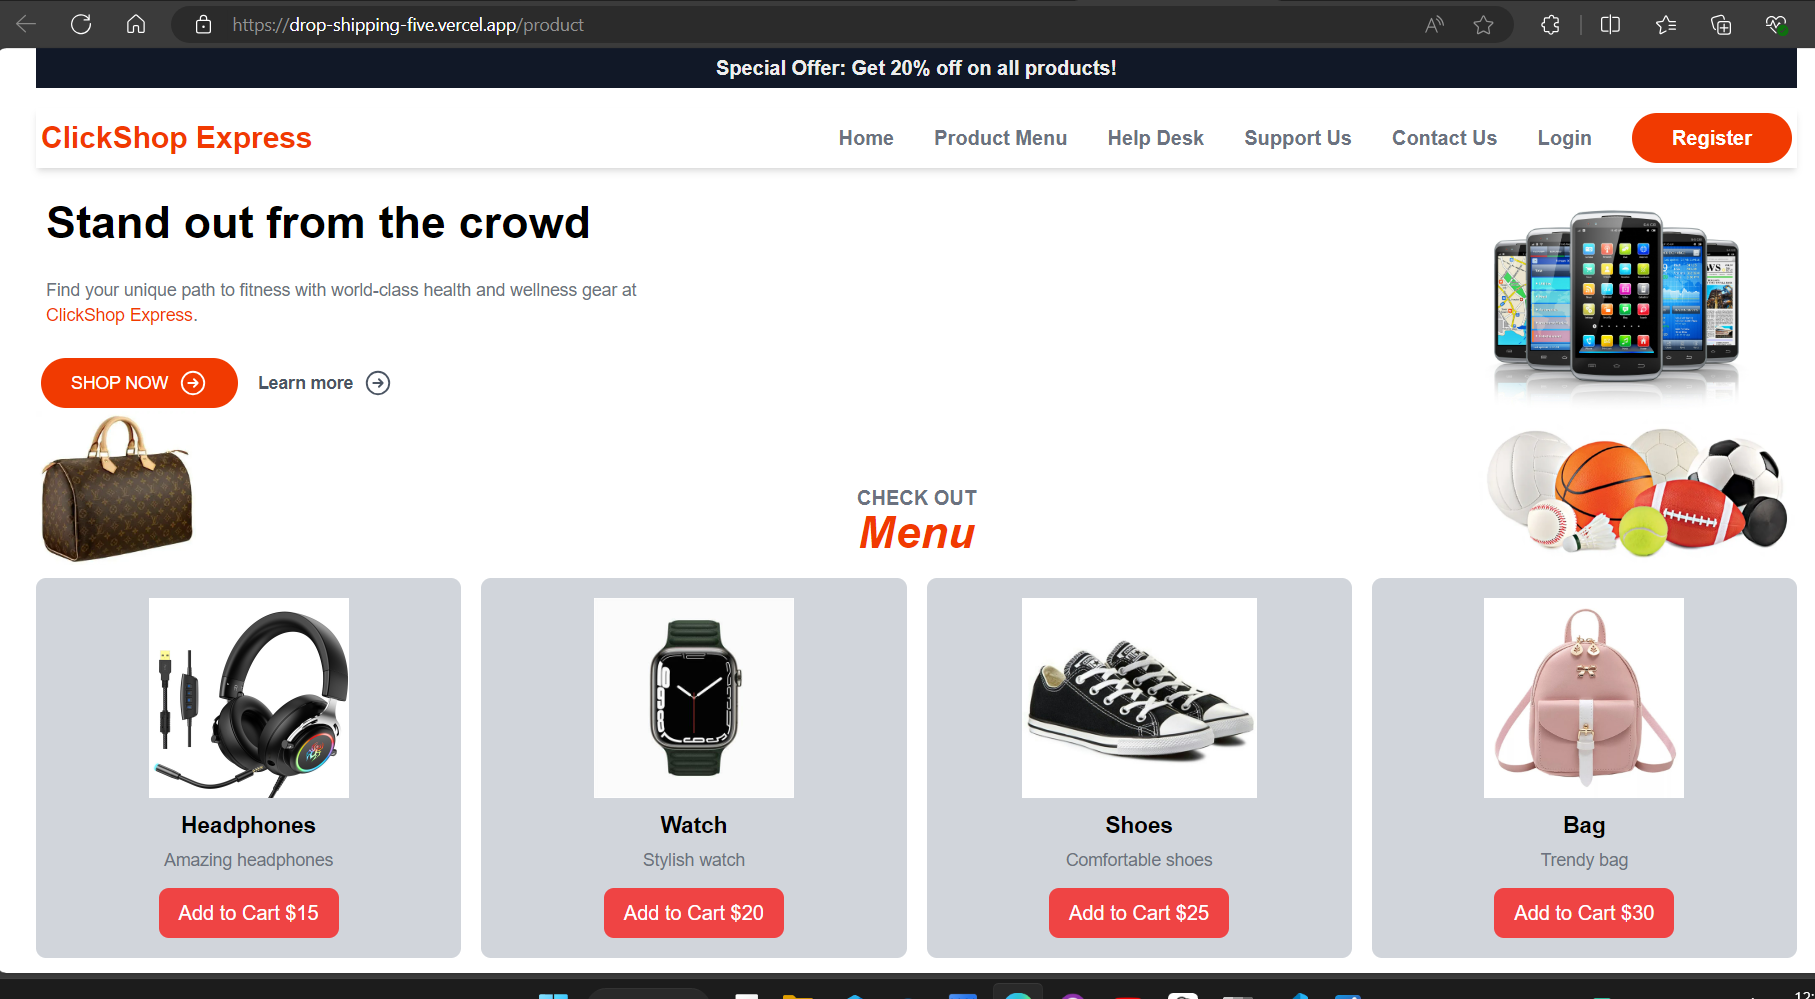 https://drop-shipping-five.vercel.app/product
Special Offer: Get 20% off on all products!
ClickShop Express
Home
Product Menu
Help Desk
Support Us
Contact Us
Login
Register
Stand out from the crowd
Find your unique path to fitness with world-class health and wellness gear at
ClickShop Express.
SHOP NOW
Learn more
CHECK OUT
Menu
Headphones
Amazing headphones
Add to Cart $15
Watch
Stylish watch
Add to Cart $20
Shoes
Comfortable shoes
Add to Cart $25
Bag
Trendy bag
Add to Cart $30